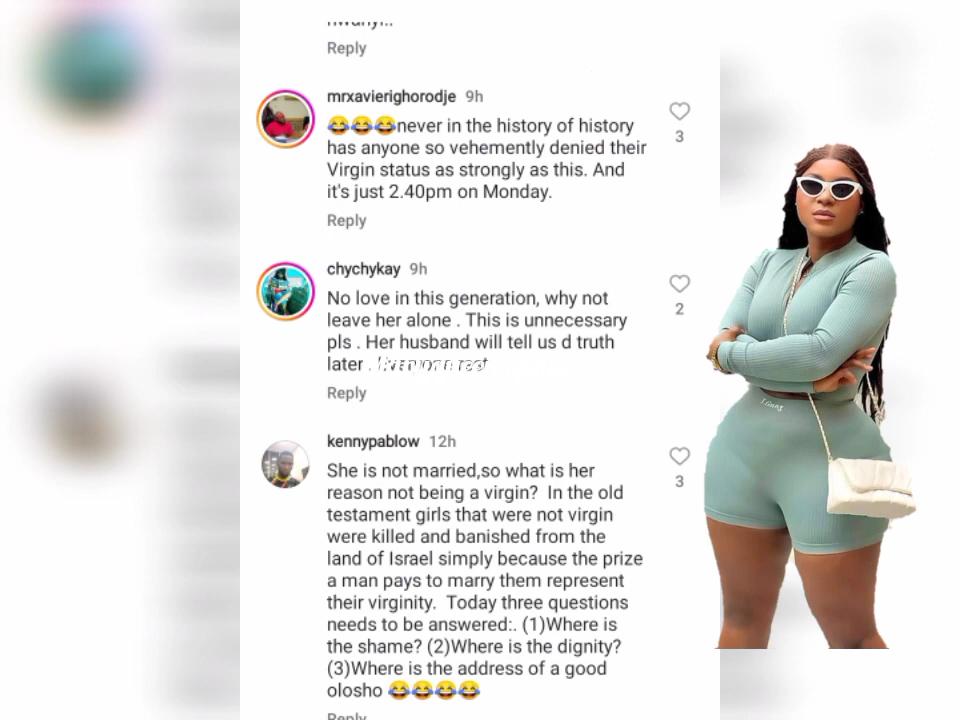 Reply
mrxavierighorodje 9h
😂😂😂never in the history of history
has anyone so vehemently denied their
Virgin status as strongly as this. And
it's just 2.40pm on Monday.
3
Reply
chychykay 9h
No love in this generation, why not
leave her alone . This is unnecessary
pls . Her husband will tell us d truth
later
2
Reply
kennypablow 12h
She is not married,so what is her
reason not being a virgin? In the old
testament girls that were not virgin
were killed and banished from the
land of Israel simply because the prize
a man pays to marry them represent
their virginity. Today three questions
needs to be answered:. (1)Where is
the shame? (2)Where is the dignity?
(3)Where is the address of a good
olosho 😂😂😂😂
3
Reply